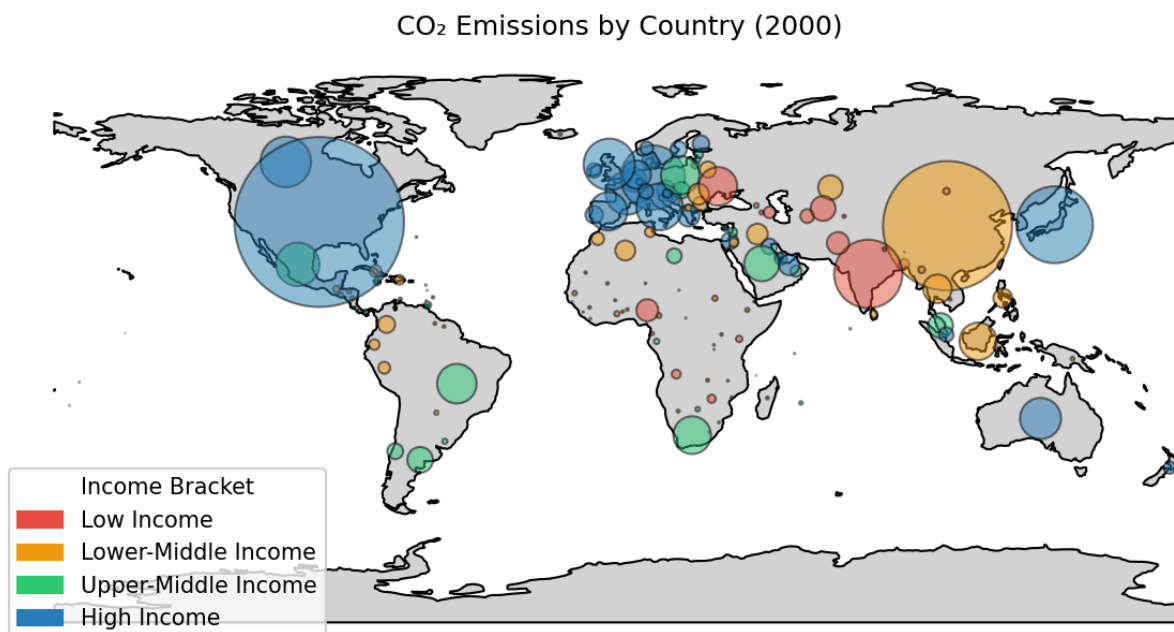 CO₂ Emissions by Country (2000)
Income Bracket
Low Income
Lower-Middle Income
Upper-Middle Income
High Income